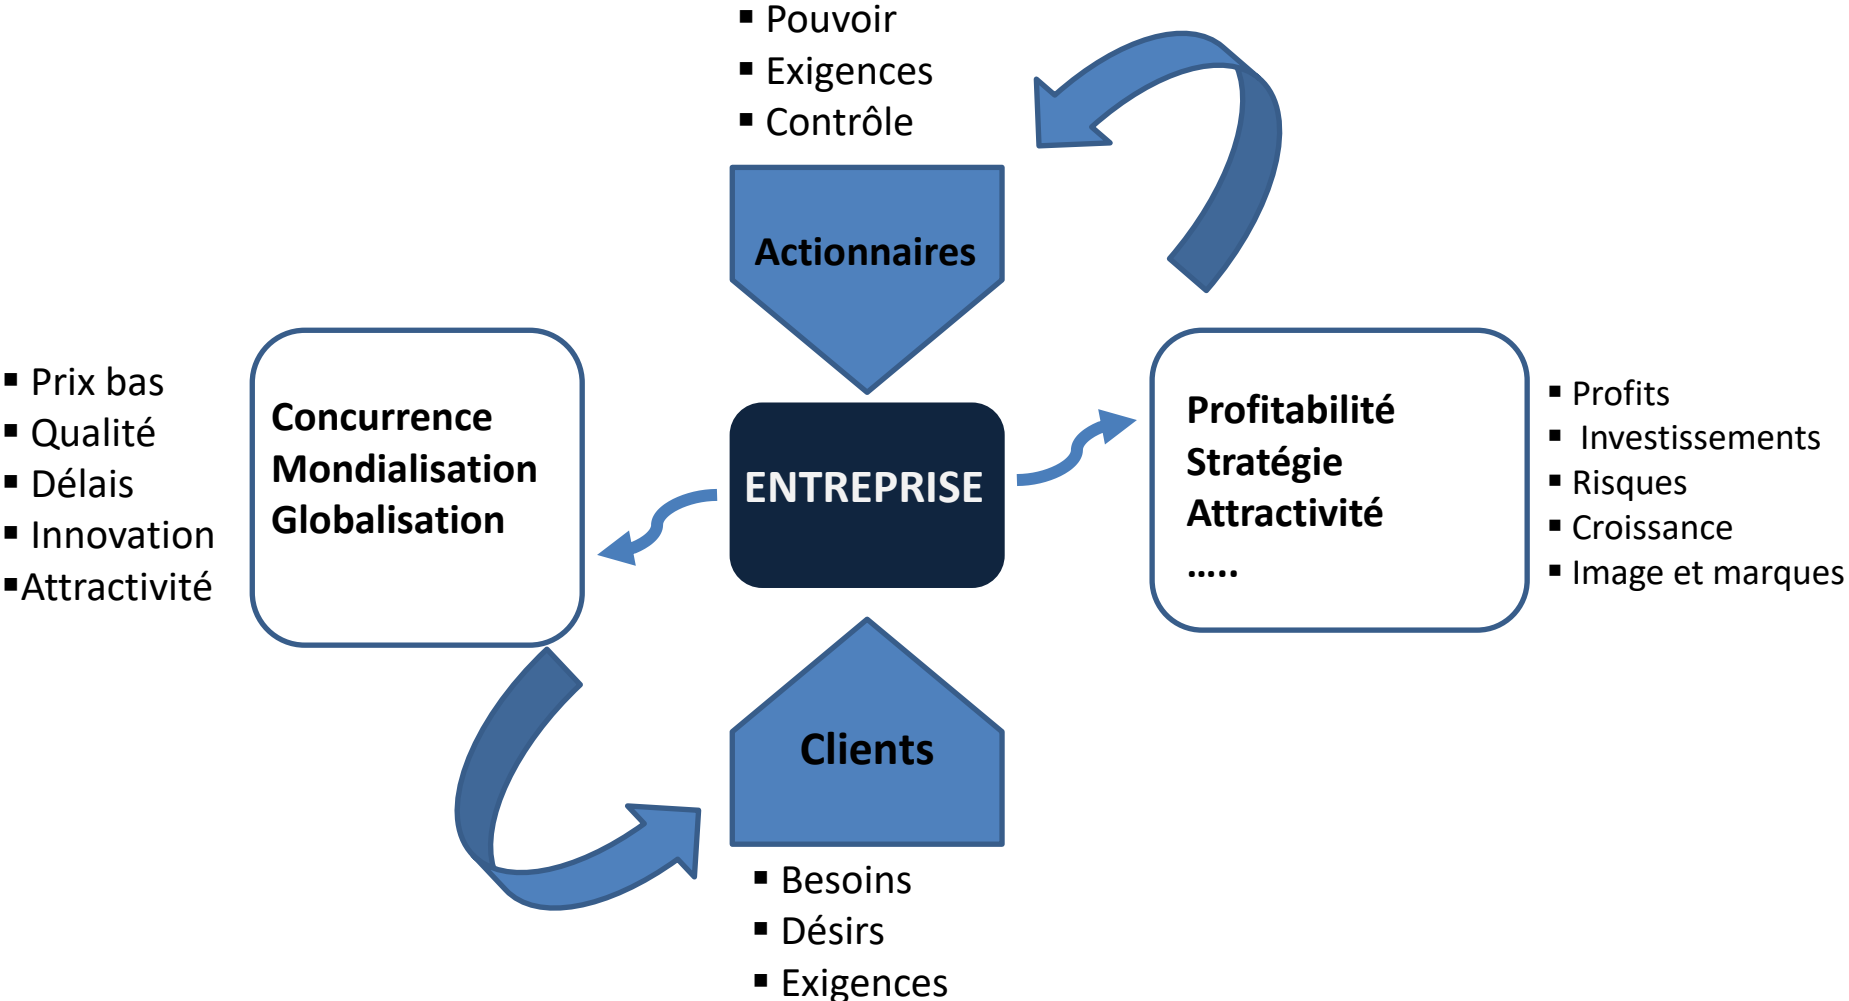 ▪ Pouvoir
▪ Exigences
▪ Contrôle
Actionnaires
▪ Prix bas
▪ Qualité
▪ Délais
▪ Innovation
▪Attractivité
Concurrence
Mondialisation
Globalisation
ENTREPRISE
Profitabilité
Stratégie
Attractivité
…..
▪ Profits
▪ Investissements
▪ Risques
▪ Croissance
▪ Image et marques
Clients
▪ Besoins
▪ Désirs
▪ Exigences